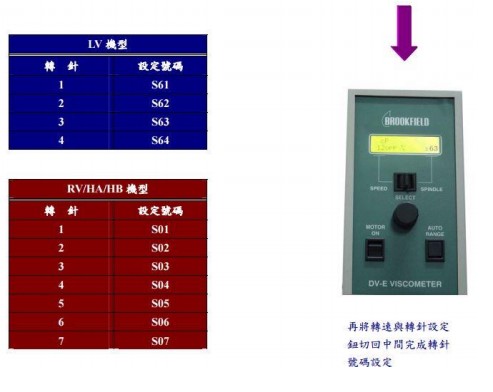 LV 機型
轉 針 設定號碼
1 S61
2 S62
3 S63
4 S64
RV/HA/HB 機型
轉 針 設定號碼
1 S01
2 S02
3 S03
4 S04
5 S05
6 S06
7 S07
BROOKFIELD
SPEED SPINDLE
SELECT
MOTOR ON
AUTO RANGE
DV-E VISCOMETER
再將轉速與轉針設定
鈕切回中間完成轉針
號碼設定